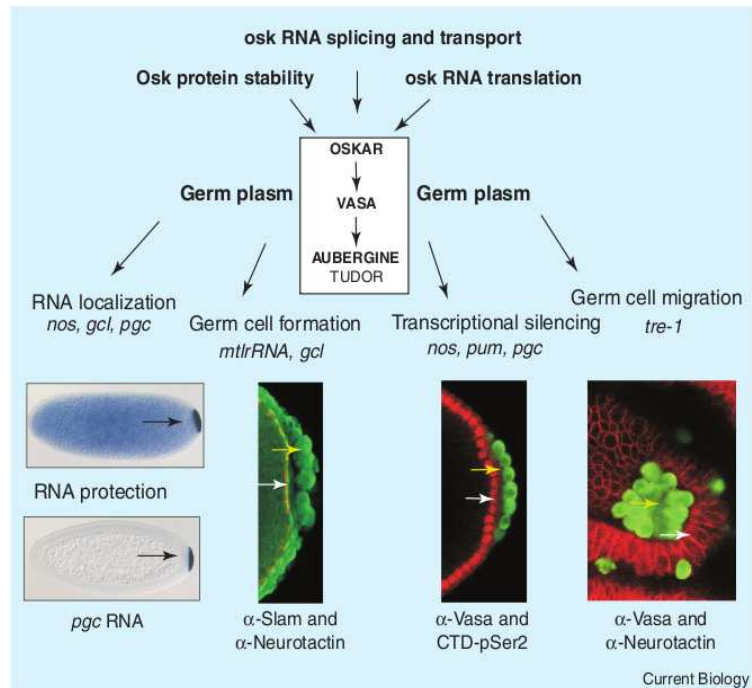 osk RNA splicing and transport
Osk protein stability
osk RNA translation
OSKAR
Germ plasm
VASA
Germ plasm
AUBERGINE
TUDOR
RNA localization
nos, gcl, pgc
Germ cell formation
mtlrRNA, gcl
Transcriptional silencing
nos, pum, pgc
Germ cell migration
tre-1
RNA protection
pgc RNA
α-Slam and
α-Neurotactin
α-Vasa and
CTD-pSer2
α-Vasa and
α-Neurotactin
Current Biology